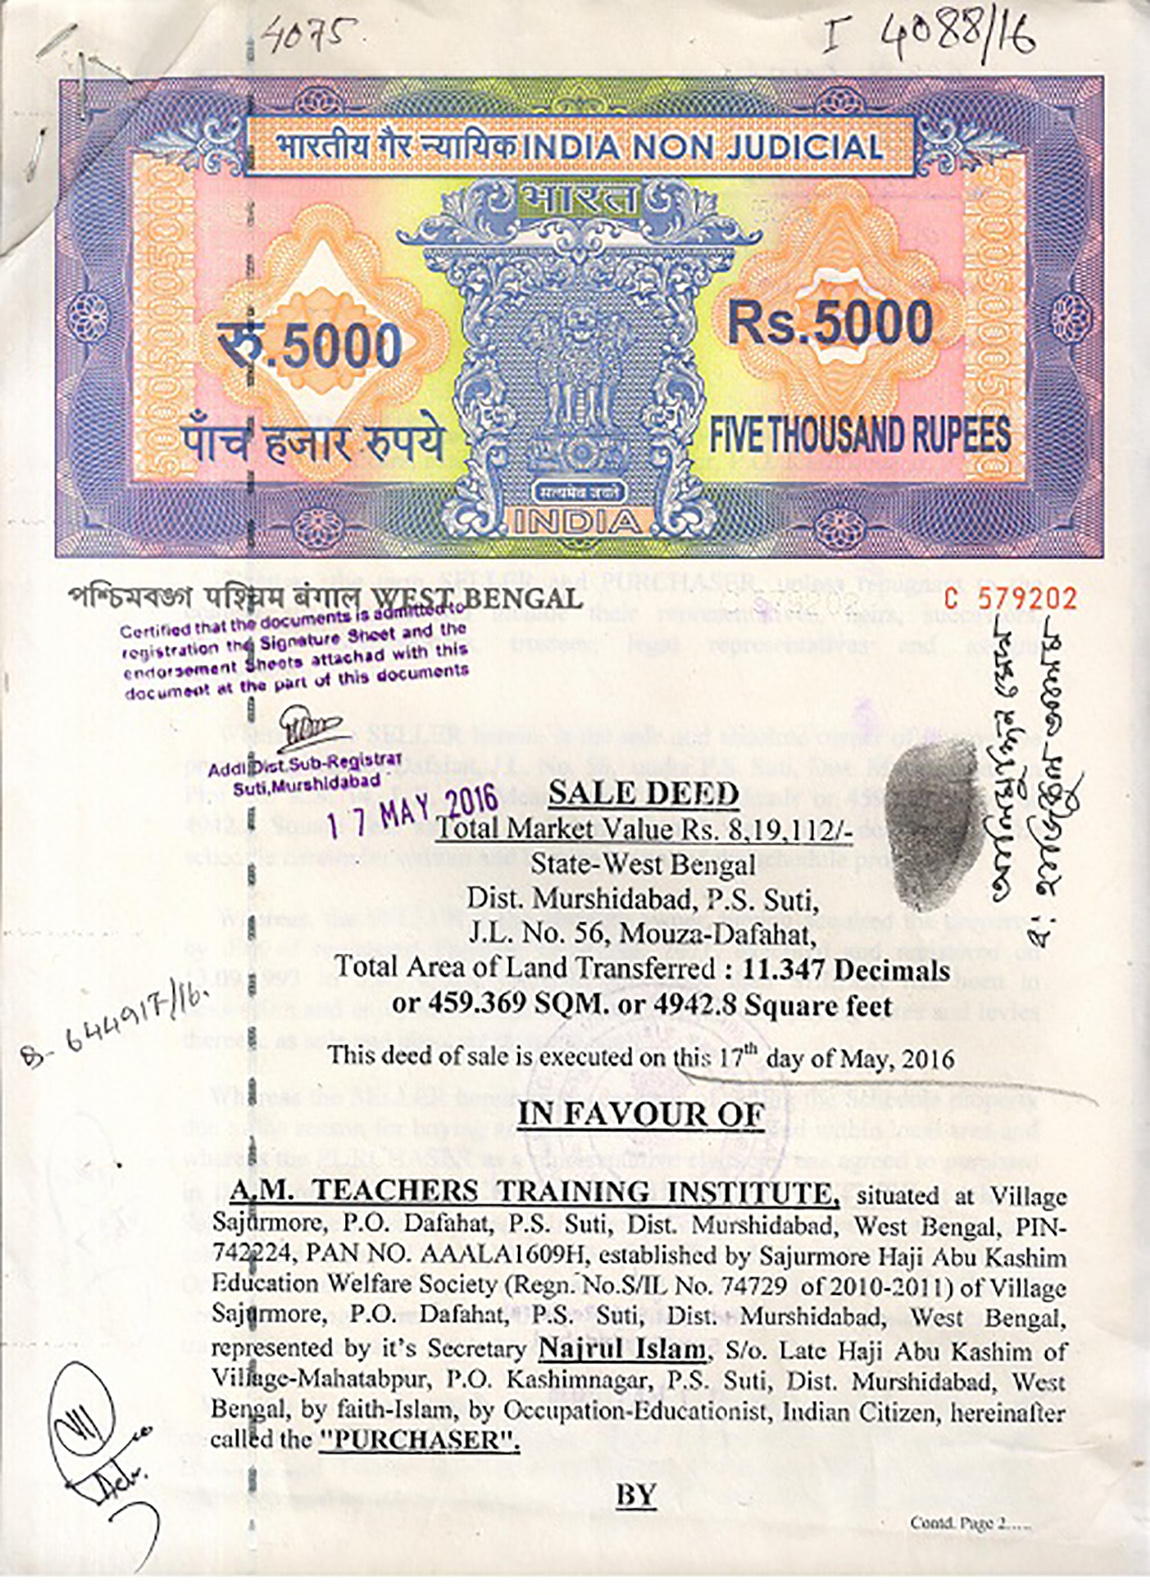 4075.
I 4088/16
भारतीय गैर न्यायिक INDIA NON JUDICIAL
भारत
रु.5000
Rs.5000
पाँच हजार रुपये
FIVE THOUSAND RUPEES
सत्यमेव जयते
INDIA
পশ্চিমবঙ্গ पश्चिम बंगाल WEST BENGAL
C 579202
Certified that the documents is admitted to
registration the Signature Sheet and the
endorsement Sheets attachad with this
document at the part of this documents
Addl.Dist.Sub-Registrar
Suti,Murshidabad
17 MAY 2016
SALE DEED
Total Market Value Rs. 8,19,112/-
State-West Bengal
Dist. Murshidabad, P.S. Suti,
J.L. No. 56, Mouza-Dafahat,
Total Area of Land Transferred : 11.347 Decimals
or 459.369 SQM, or 4942.8 Square feet
B- 644917/16.
This deed of sale is executed on this 17th day of May, 2016
IN FAVOUR OF
A.M. TEACHERS TRAINING INSTITUTE, situated at Village
Sajurmore, P.O. Dafahat, P.S. Suti, Dist. Murshidabad, West Bengal, PIN-
742224, PAN NO. AAALA1609H, established by Sajurmore Haji Abu Kashim
Education Welfare Society (Regn. No.S/IL No. 74729 of 2010-2011) of Village
Sajurmore, P.O. Dafahat, P.S. Suti, Dist. Murshidabad, West Bengal,
represented by it's Secretary Najrul Islam, S/o. Late Haji Abu Kashim of
Village-Mahatabpur, P.O. Kashimnagar, P.S. Suti, Dist. Murshidabad, West
Bengal, by faith-Islam, by Occupation-Educationist, Indian Citizen, hereinafter
called the "PURCHASER".
BY
Contd. Page 2.....